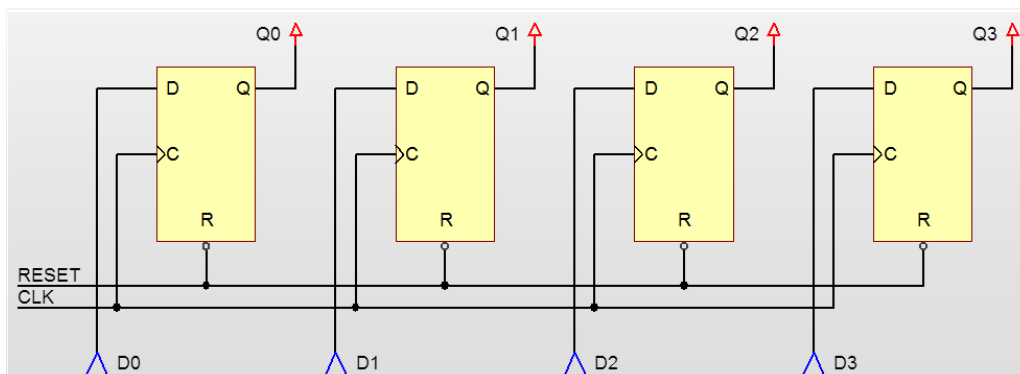 Q0 Q1 Q2 Q3
D Q D Q D Q D Q
C C C C
R R R R
RESET
CLK
D0 D1 D2 D3